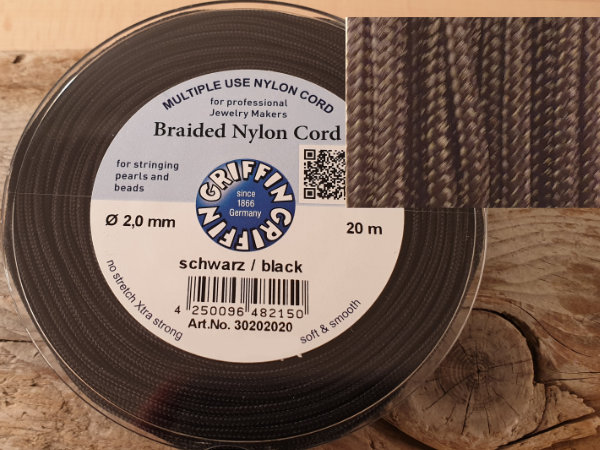 MULTIPLE USE NYLON CORD
for professional
Jewelry Makers
Braided Nylon Cord
for stringing
pearls and
beads
GRIFFIN GRIFFIN
since
1866
Germany
Ø 2,0 mm
20 m
schwarz / black
4 250096 482150
Art.No. 30202020
no stretch Xtra strong
soft & smooth